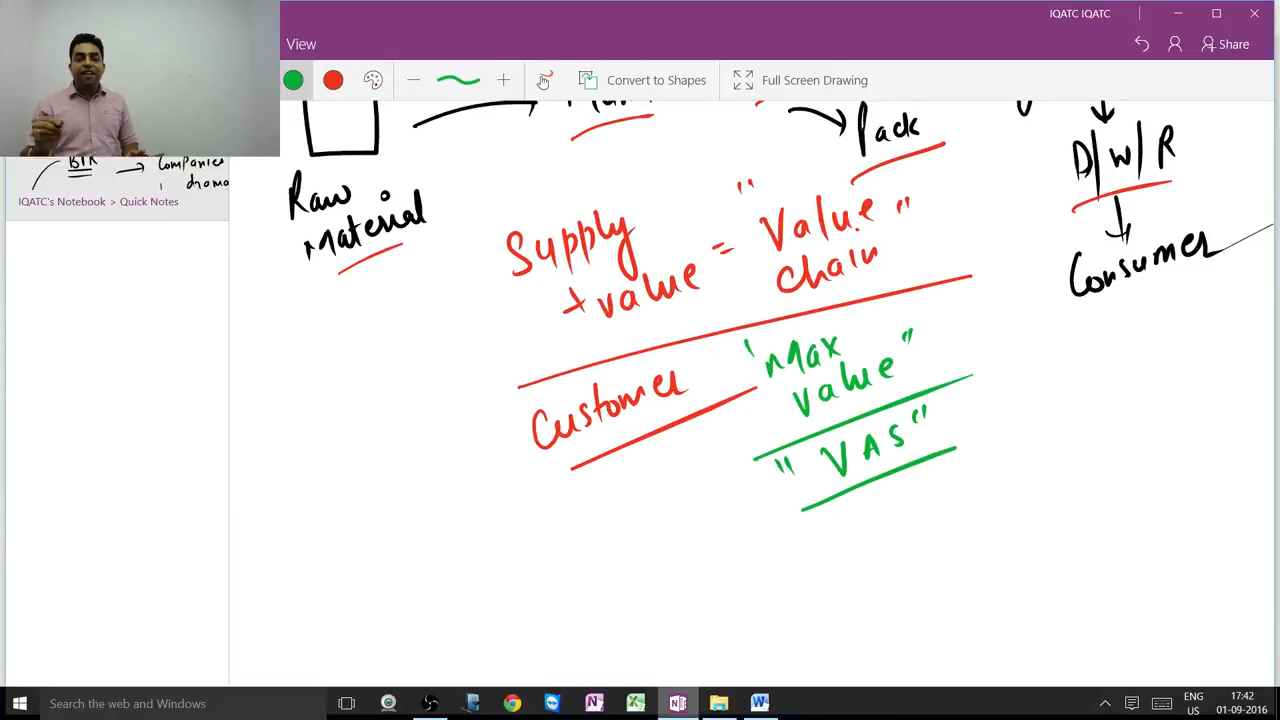 IQATC IQATC
View
Share
Convert to Shapes
Full Screen Drawing
BTR → Companies
drama
IQATC's Notebook > Quick Notes
Pack
D|W|R
Consumer
Raw
Material
Supply
+ value = "Value"
chain
Customer
'Max
value"
"VAS"
Search the web and Windows
ENG
US
17:42
01-09-2016